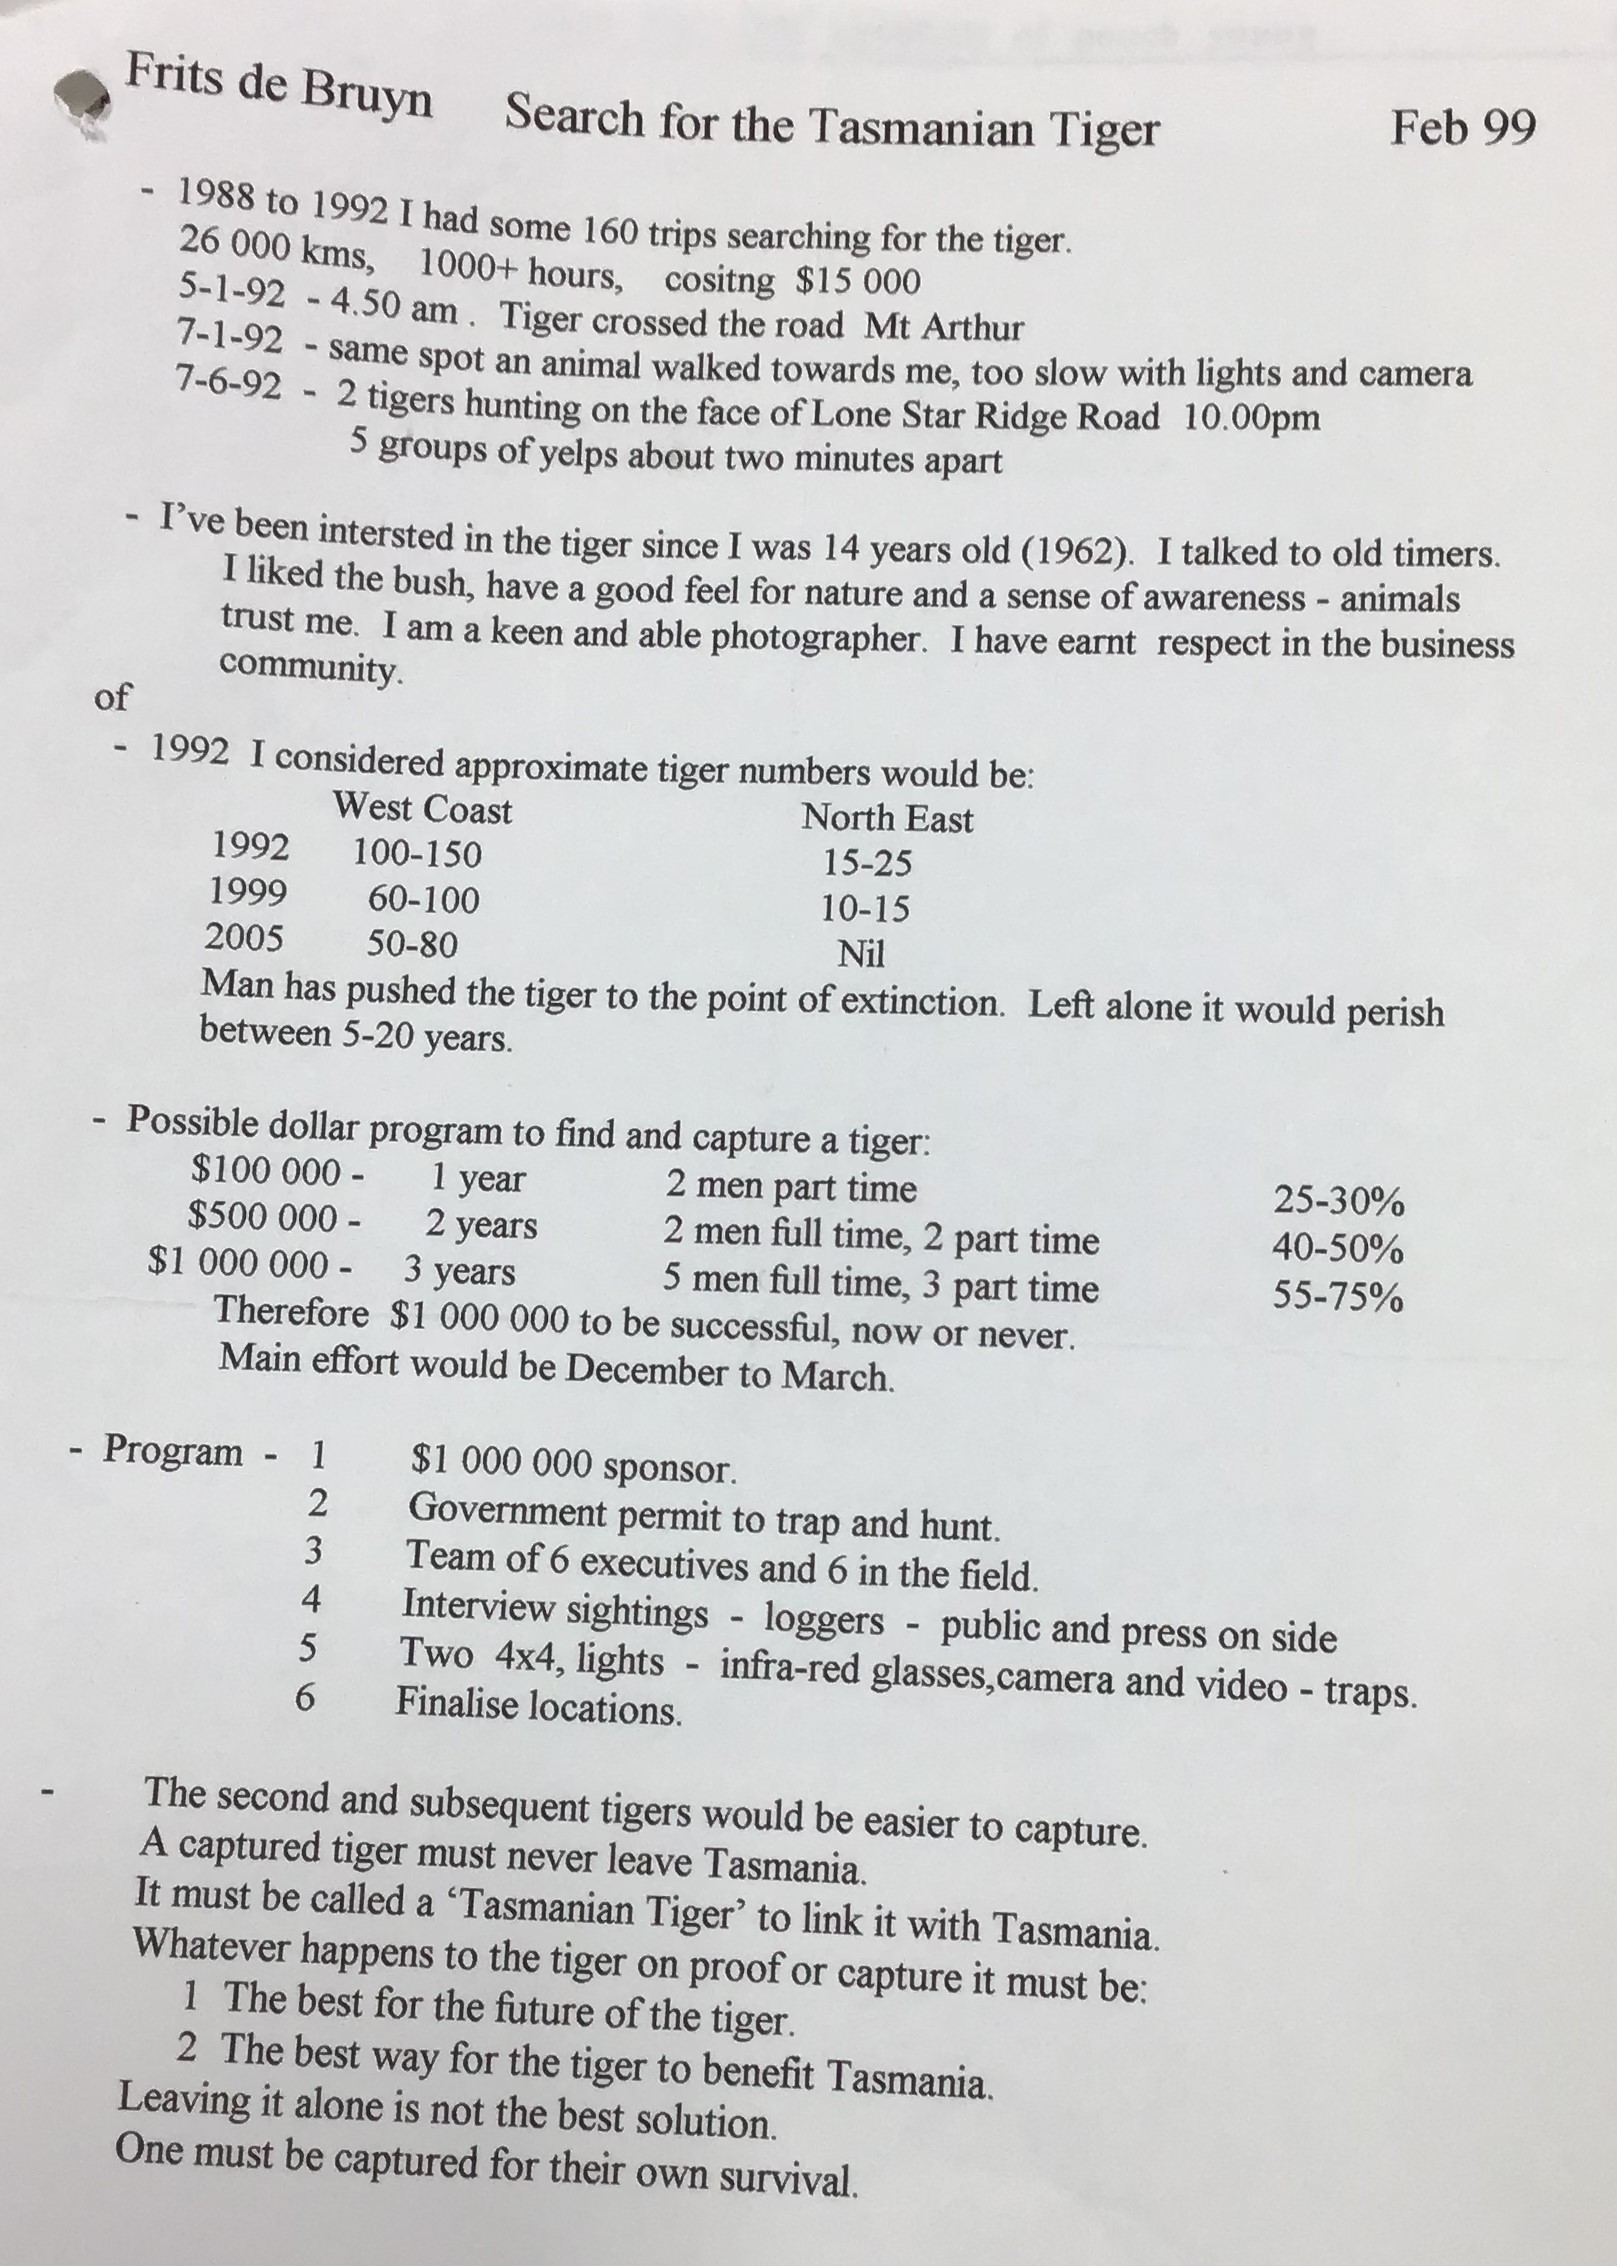 Frits de Bruyn Search for the Tasmanian Tiger Feb 99
- 1988 to 1992 I had some 160 trips searching for the tiger.
26 000 kms, 1000+ hours, cositng $15 000
5-1-92 - 4.50 am . Tiger crossed the road Mt Arthur
7-1-92 - same spot an animal walked towards me, too slow with lights and camera
7-6-92 - 2 tigers hunting on the face of Lone Star Ridge Road 10.00pm
5 groups of yelps about two minutes apart
- I've been intersted in the tiger since I was 14 years old (1962). I talked to old timers.
I liked the bush, have a good feel for nature and a sense of awareness - animals
trust me. I am a keen and able photographer. I have earnt respect in the business
community.
of
- 1992 I considered approximate tiger numbers would be:
West Coast North East
1992 100-150 15-25
1999 60-100 10-15
2005 50-80 Nil
Man has pushed the tiger to the point of extinction. Left alone it would perish
between 5-20 years.
- Possible dollar program to find and capture a tiger:
$100 000 - 1 year 2 men part time 25-30%
$500 000 - 2 years 2 men full time, 2 part time 40-50%
$1 000 000 - 3 years 5 men full time, 3 part time 55-75%
Therefore $1 000 000 to be successful, now or never.
Main effort would be December to March.
- Program - 1 $1 000 000 sponsor.
2 Government permit to trap and hunt.
3 Team of 6 executives and 6 in the field.
4 Interview sightings - loggers - public and press on side
5 Two 4x4, lights - infra-red glasses,camera and video - traps.
6 Finalise locations.
- The second and subsequent tigers would be easier to capture.
A captured tiger must never leave Tasmania.
It must be called a 'Tasmanian Tiger' to link it with Tasmania.
Whatever happens to the tiger on proof or capture it must be:
1 The best for the future of the tiger.
2 The best way for the tiger to benefit Tasmania.
Leaving it alone is not the best solution.
One must be captured for their own survival.